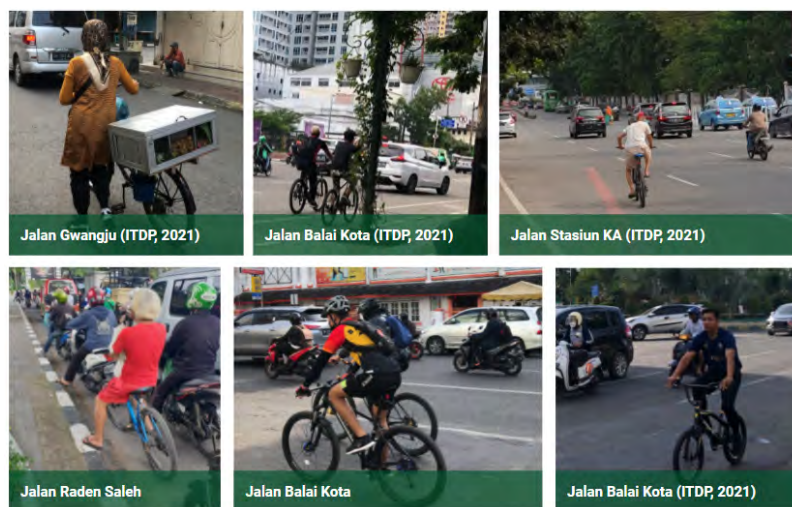 Jalan Gwangju (ITDP, 2021)
Jalan Balai Kota (ITDP, 2021)
Jalan Stasiun KA (ITDP, 2021)
Jalan Raden Saleh
Jalan Balai Kota
Jalan Balai Kota (ITDP, 2021)